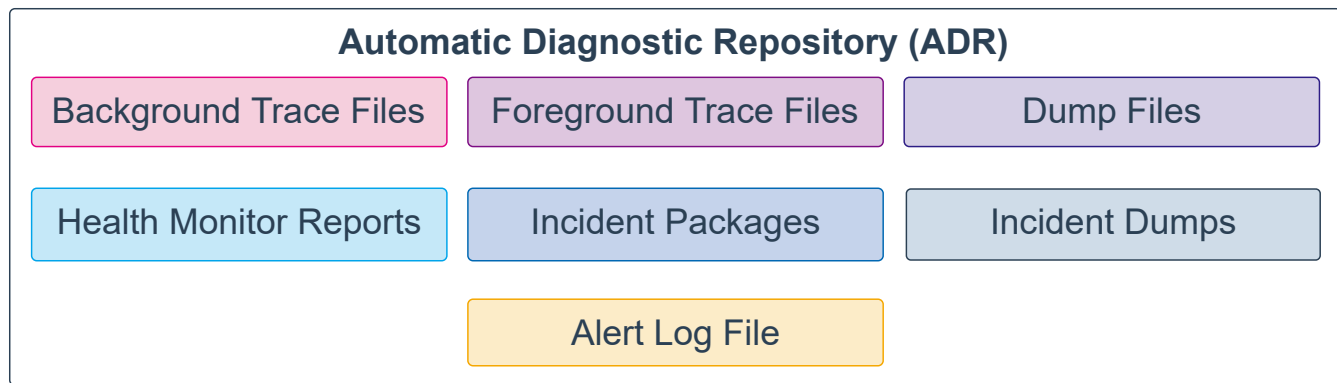 Automatic Diagnostic Repository (ADR)
Background Trace Files
Foreground Trace Files
Dump Files
Health Monitor Reports
Incident Packages
Incident Dumps
Alert Log File